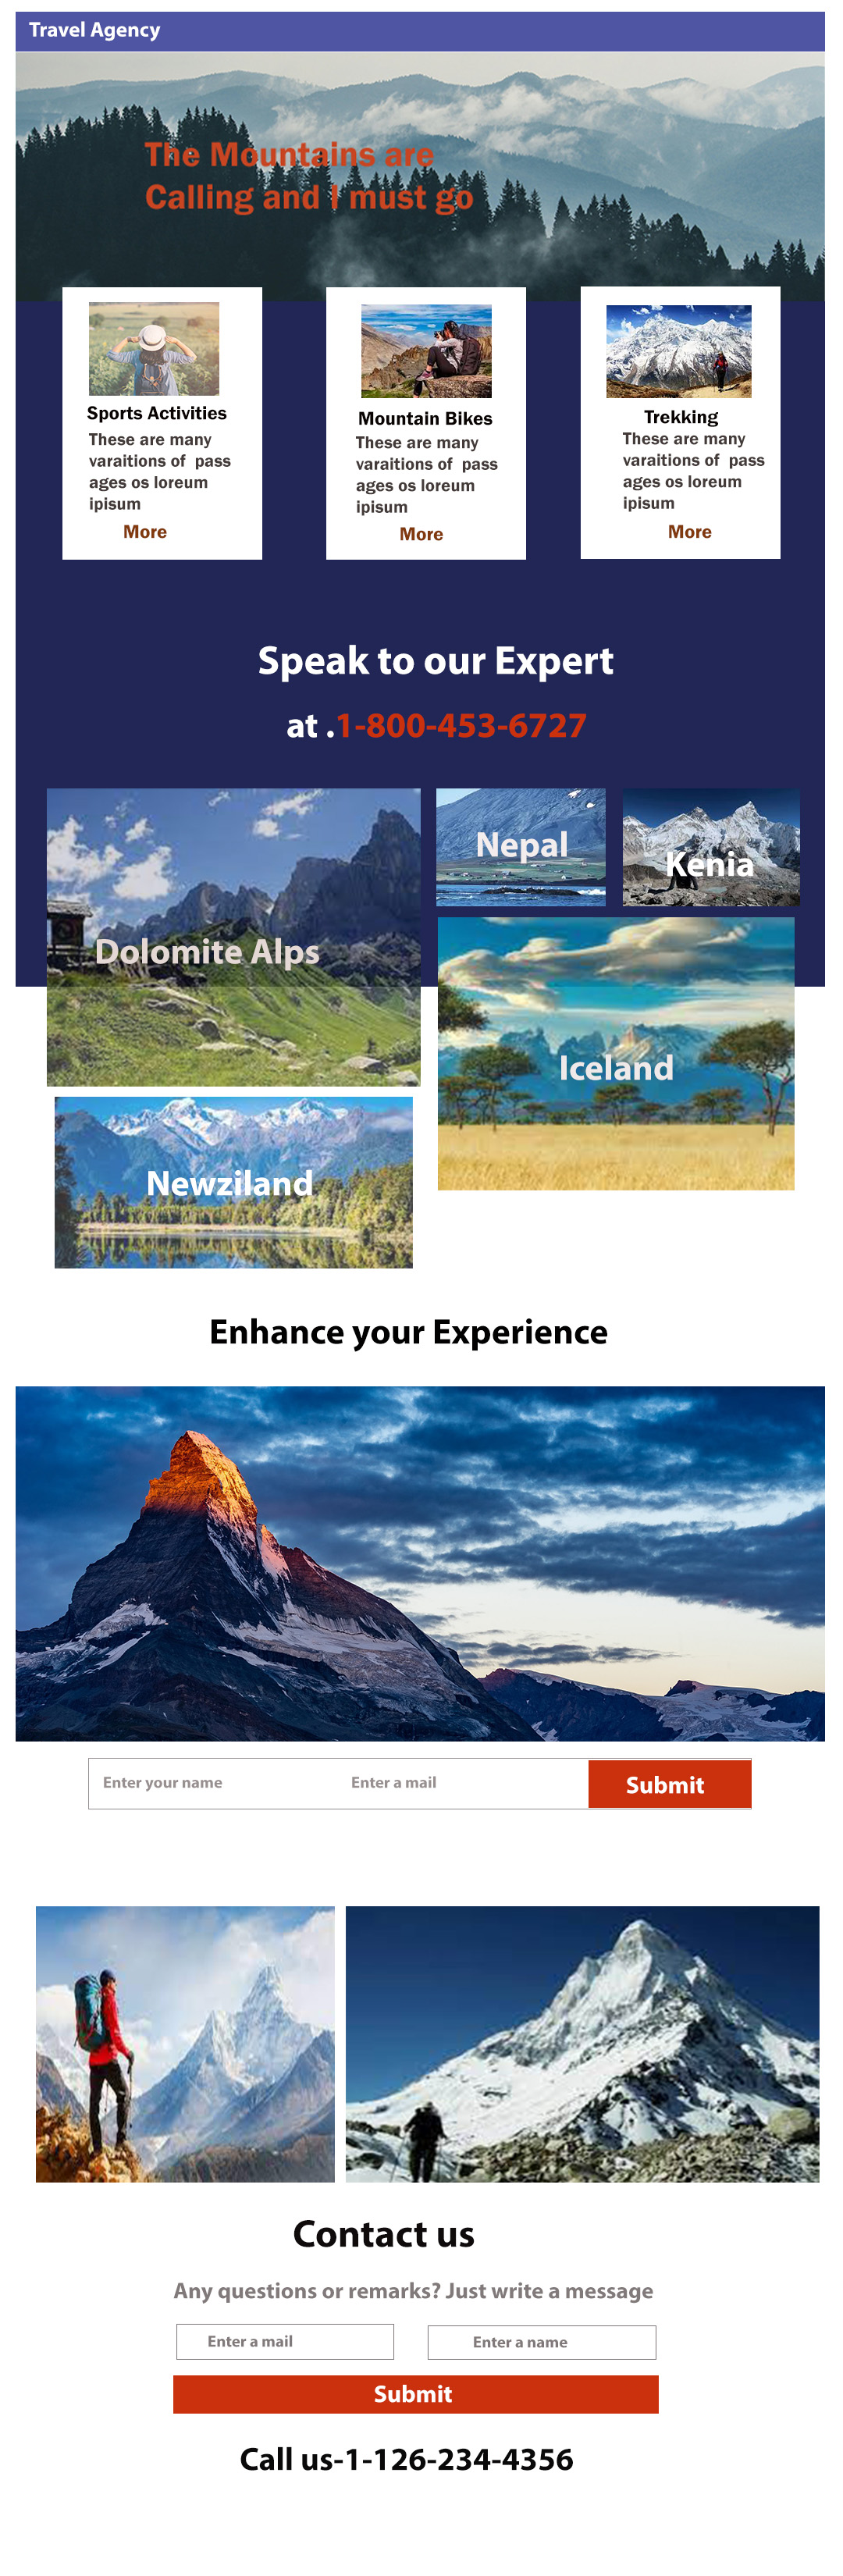 Travel Agency
The Mountains are
Calling and I must go
Sports Activities
These are many
varaitions of  pass
ages os loreum
ipisum
More
Mountain Bikes
These are many
varaitions of  pass
ages os loreum
ipisum
More
Trekking
These are many
varaitions of  pass
ages os loreum
ipisum
More
Speak to our Expert
at .1-800-453-6727
Dolomite Alps
Nepal
Kenia
Iceland
Newziland
Enhance your Experience
Enter your name
Enter a mail
Submit
Contact us
Any questions or remarks? Just write a message
Enter a mail
Enter a name
Submit
Call us-1-126-234-4356